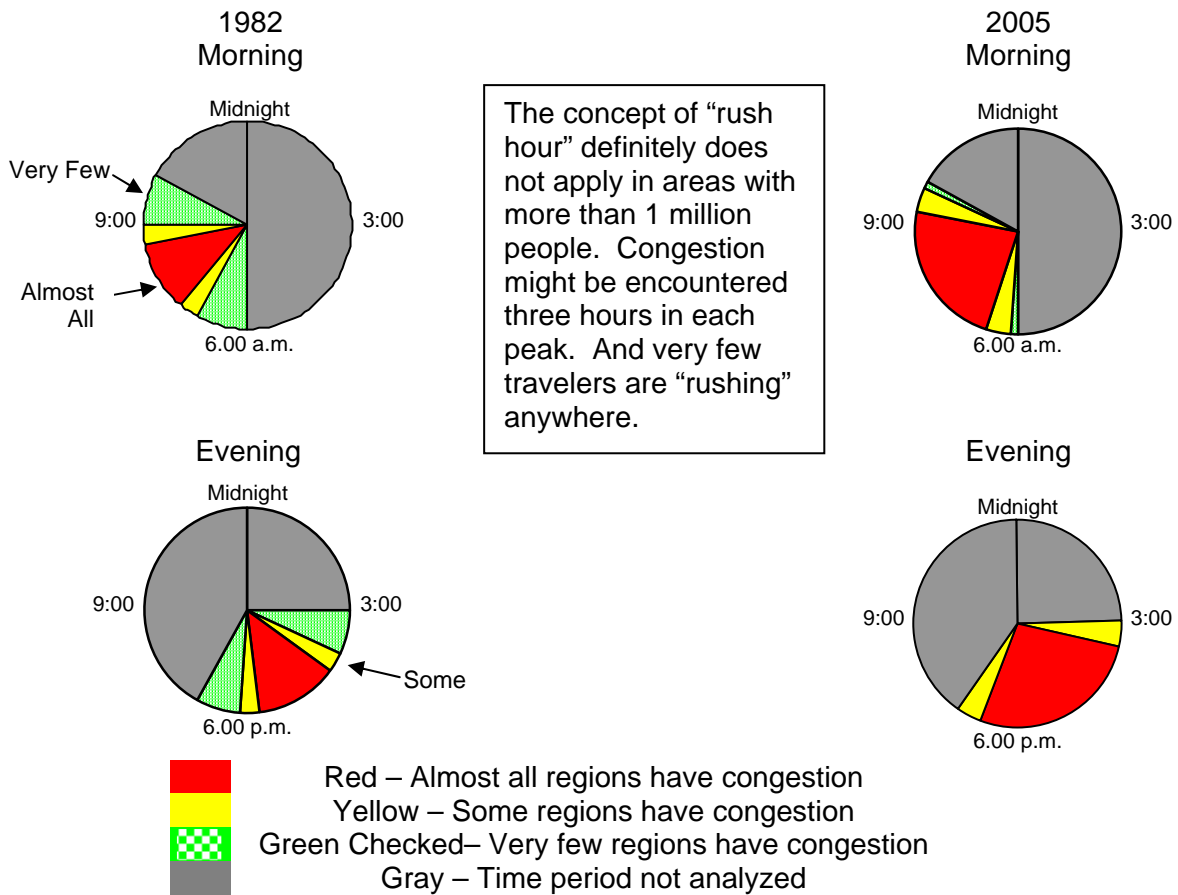 1982
Morning
Midnight
Very Few
9:00
3:00
Almost
All
6.00 a.m.
The concept of “rush
hour” definitely does
not apply in areas with
more than 1 million
people. Congestion
might be encountered
three hours in each
peak. And very few
travelers are “rushing”
anywhere.
2005
Morning
Midnight
9:00
3:00
6.00 a.m.
Evening
Midnight
9:00
3:00
Some
6.00 p.m.
Evening
Midnight
9:00
3:00
6.00 p.m.
Red – Almost all regions have congestion
Yellow – Some regions have congestion
Green Checked– Very few regions have congestion
Gray – Time period not analyzed